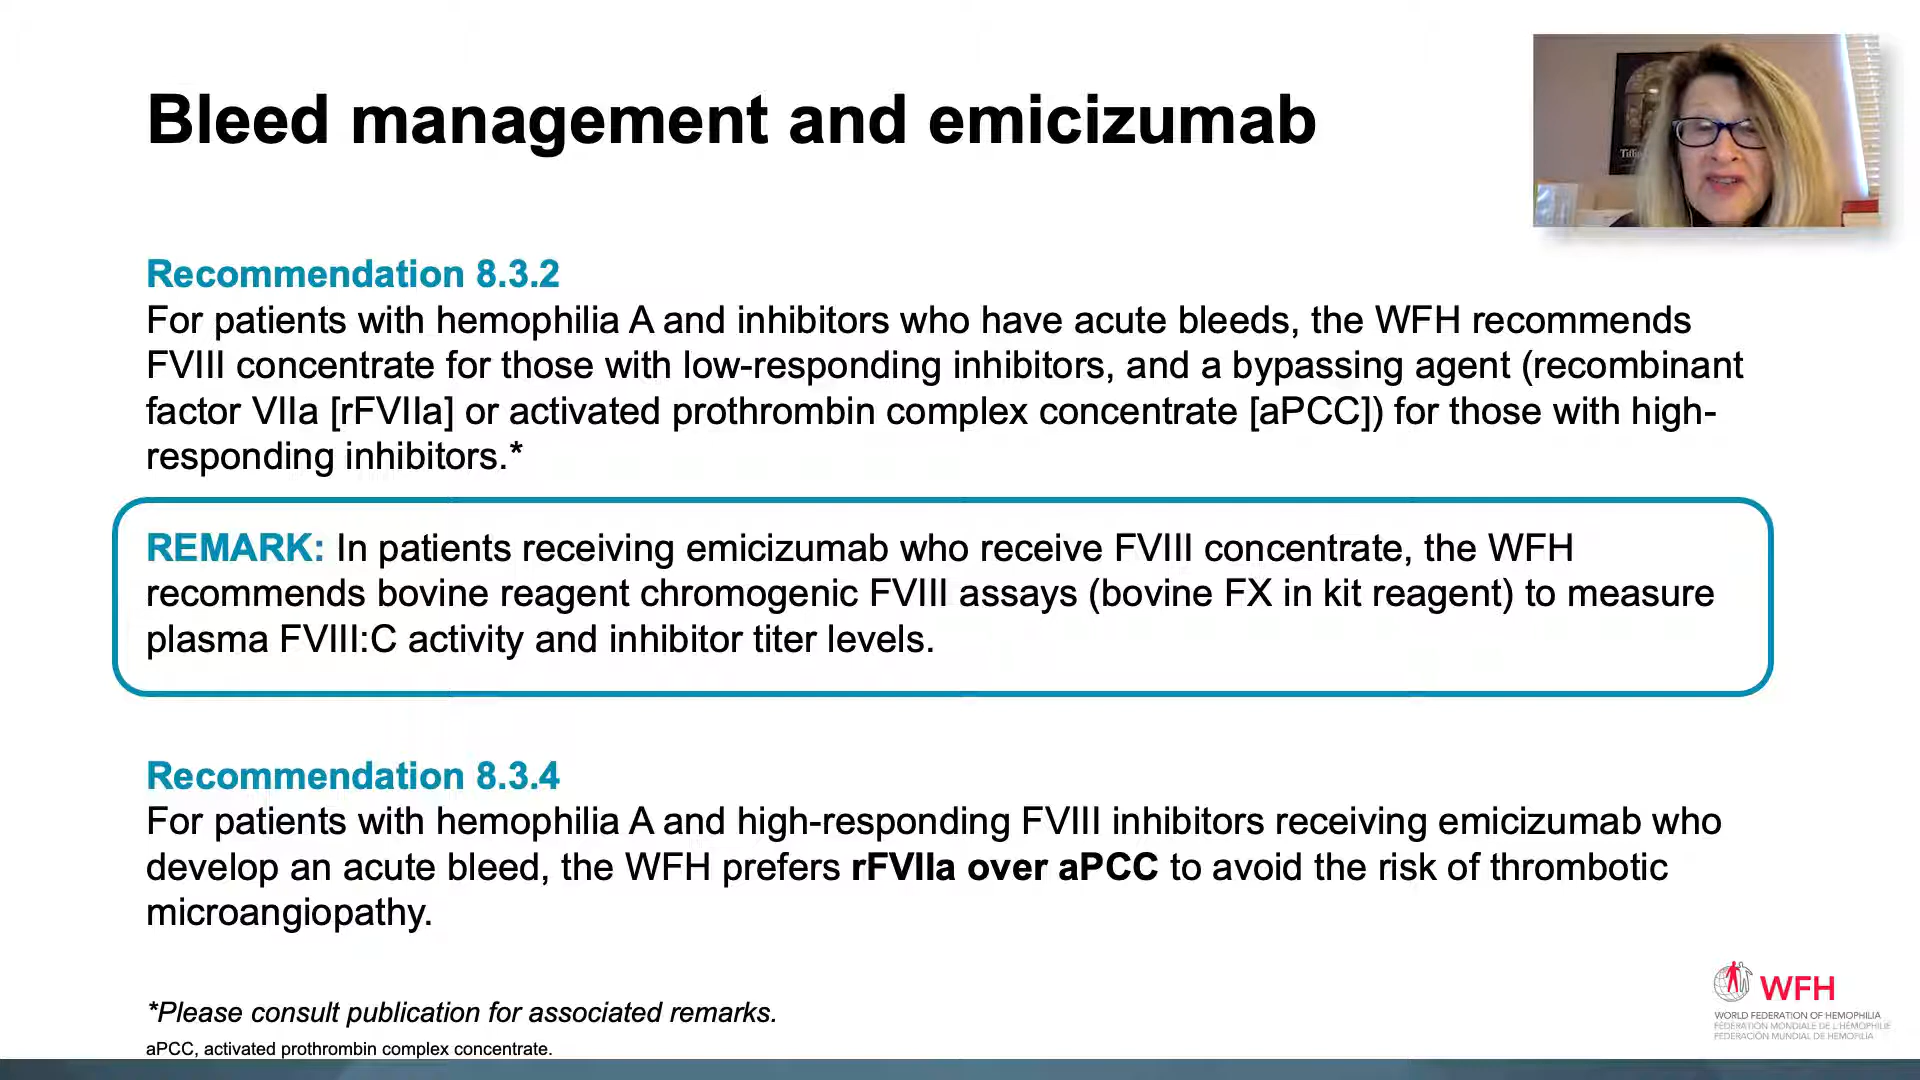 Bleed management and emicizumab
Recommendation 8.3.2
For patients with hemophilia A and inhibitors who have acute bleeds, the WFH recommends
FVIII concentrate for those with low-responding inhibitors, and a bypassing agent (recombinant
factor VIIa [rFVIIa] or activated prothrombin complex concentrate [aPCC]) for those with high-
responding inhibitors.*
REMARK: In patients receiving emicizumab who receive FVIII concentrate, the WFH
recommends bovine reagent chromogenic FVIII assays (bovine FX in kit reagent) to measure
plasma FVIII:C activity and inhibitor titer levels.
Recommendation 8.3.4
For patients with hemophilia A and high-responding FVIII inhibitors receiving emicizumab who
develop an acute bleed, the WFH prefers rFVIIa over aPCC to avoid the risk of thrombotic
microangiopathy.
*Please consult publication for associated remarks.
aPCC, activated prothrombin complex concentrate.
WFH
WORLD FEDERATION OF HEMOPHILIA
FÉDÉRATION MONDIALE DE L'HÉMOPHILIE
FEDERACIÓN MUNDIAL DE HEMOFILIA